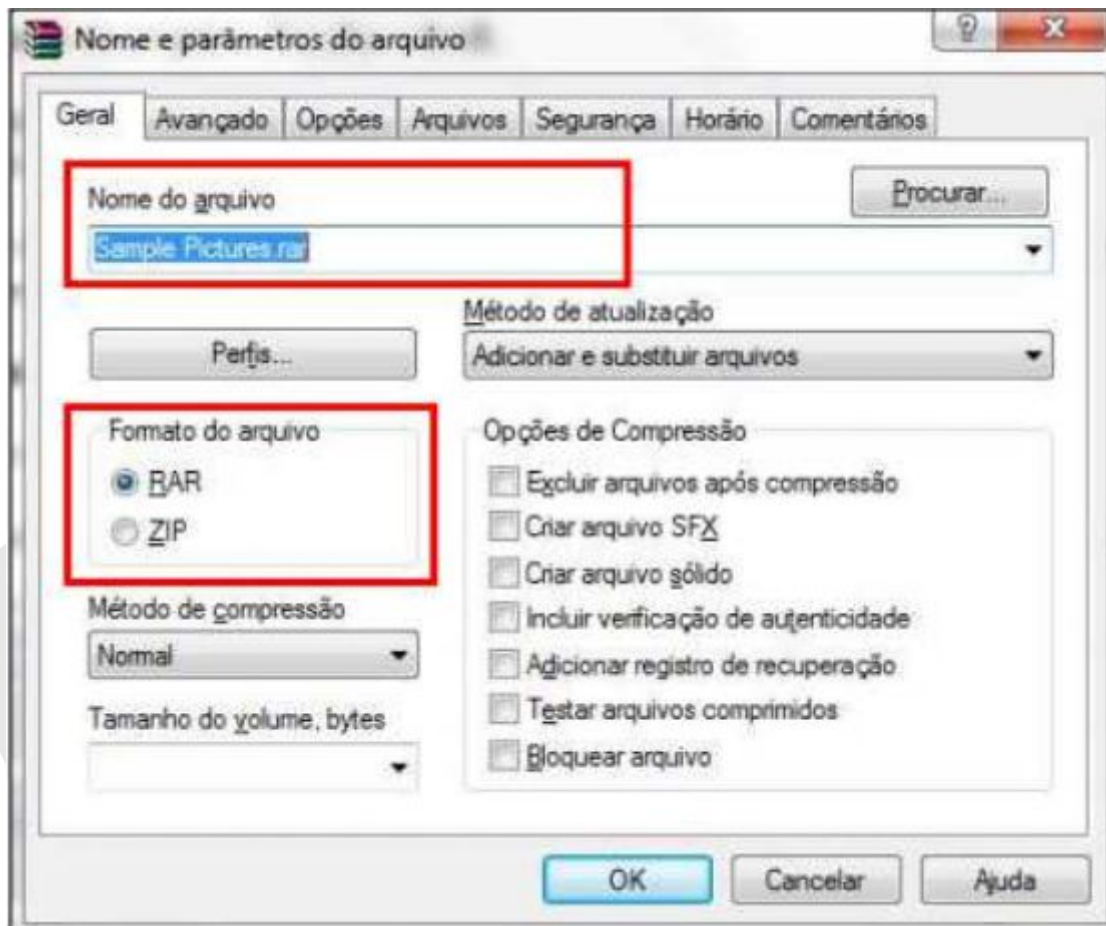 Nome e parâmetros do arquivo
Geral Avançado Opções Arquivos Segurança Horário Comentários
Nome do arquivo
Procurar...
Sample Pictures.rar
Método de atualização
Perfis...
Adicionar e substituir arquivos
Formato do arquivo
RAR
ZIP
Opções de Compressão
Excluir arquivos após compressão
Criar arquivo SFX
Criar arquivo sólido
Incluir verificação de autenticidade
Adicionar registro de recuperação
Testar arquivos comprimidos
Bloquear arquivo
Método de compressão
Normal
Tamanho do volume, bytes
OK Cancelar Ajuda